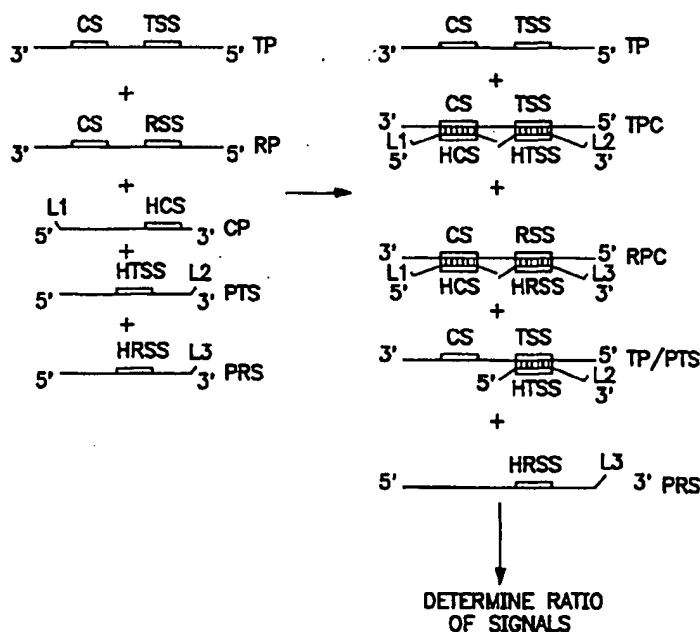 CS TSS
3' 5' TP
+
CS RSS
3' 5' RP
+
L1 HCS
5' 3' CP
+
HTSS L2
5' 3' PTS
+
HRSS L3
5' 3' PRS
CS TSS
3' 5' TP
+
CS TSS
3' 5' TPC
L1 L2
5' HCS HTSS 3'
+
CS RSS
3' 5' RPC
L1 L3
5' HCS HRSS 3'
+
CS TSS
3' 5' TP/PTS
5' HTSS L2
3'
+
HRSS L3
5' 3' PRS
DETERMINE RATIO
OF SIGNALS